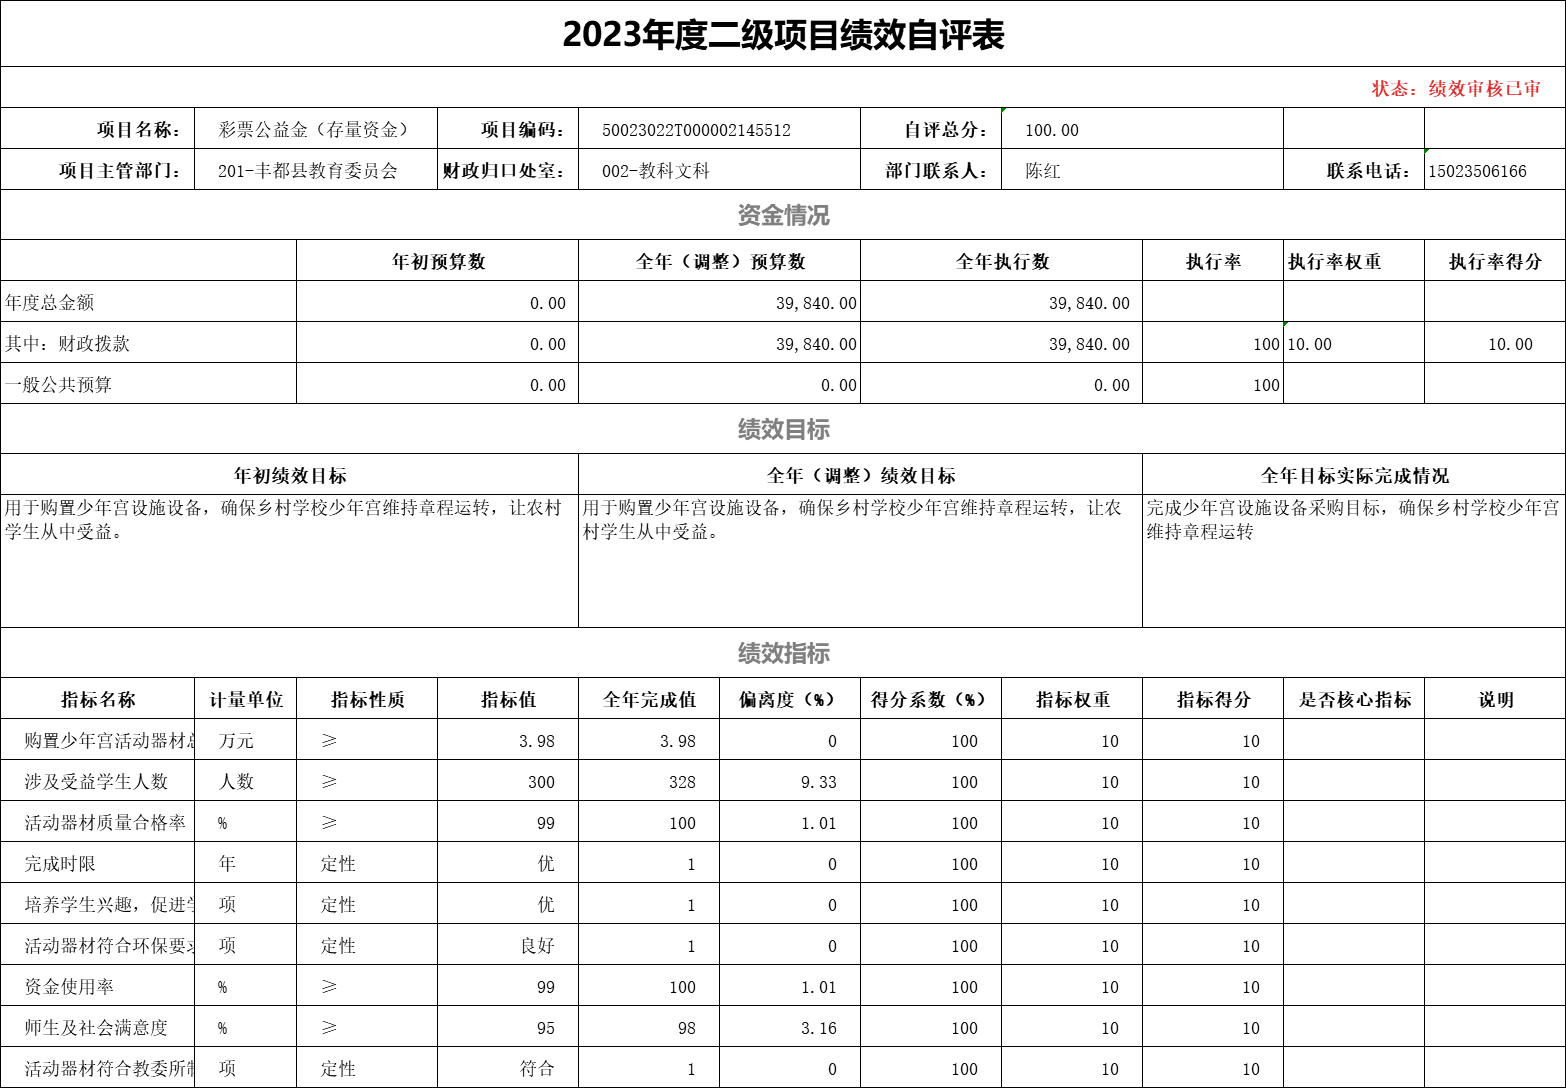 2023年度二级项目绩效自评表
状态：绩效审核已审
项目名称： 彩票公益金（存量资金） 项目编码： 50023022T000002145512 自评总分： 100.00
项目主管部门： 201-丰都县教育委员会 财政归口处室： 002-教科文科 部门联系人： 陈红 联系电话： 15023506166
资金情况
年初预算数 全年（调整）预算数 全年执行数 执行率 执行率权重 执行率得分
年度总金额 0.00 39,840.00 39,840.00
其中：财政拨款 0.00 39,840.00 39,840.00 100 10.00 10.00
一般公共预算 0.00 0.00 0.00 100
绩效目标
年初绩效目标 全年（调整）绩效目标 全年目标实际完成情况
用于购置少年宫设施设备，确保乡村学校少年宫维持章程运转，让农村
学生从中受益。
用于购置少年宫设施设备，确保乡村学校少年宫维持章程运转，让农
村学生从中受益。
完成少年宫设施设备采购目标，确保乡村学校少年宫
维持章程运转
绩效指标
指标名称 计量单位 指标性质 指标值 全年完成值 偏离度（%） 得分系数（%） 指标权重 指标得分 是否核心指标 说明
购置少年宫活动器材总 万元 ≥ 3.98 3.98 0 100 10 10
涉及受益学生人数 人数 ≥ 300 328 9.33 100 10 10
活动器材质量合格率 % ≥ 99 100 1.01 100 10 10
完成时限 年 定性 优 1 0 100 10 10
培养学生兴趣，促进学 项 定性 优 1 0 100 10 10
活动器材符合环保要求 项 定性 良好 1 0 100 10 10
资金使用率 % ≥ 99 100 1.01 100 10 10
师生及社会满意度 % ≥ 95 98 3.16 100 10 10
活动器材符合教委所制 项 定性 符合 1 0 100 10 10